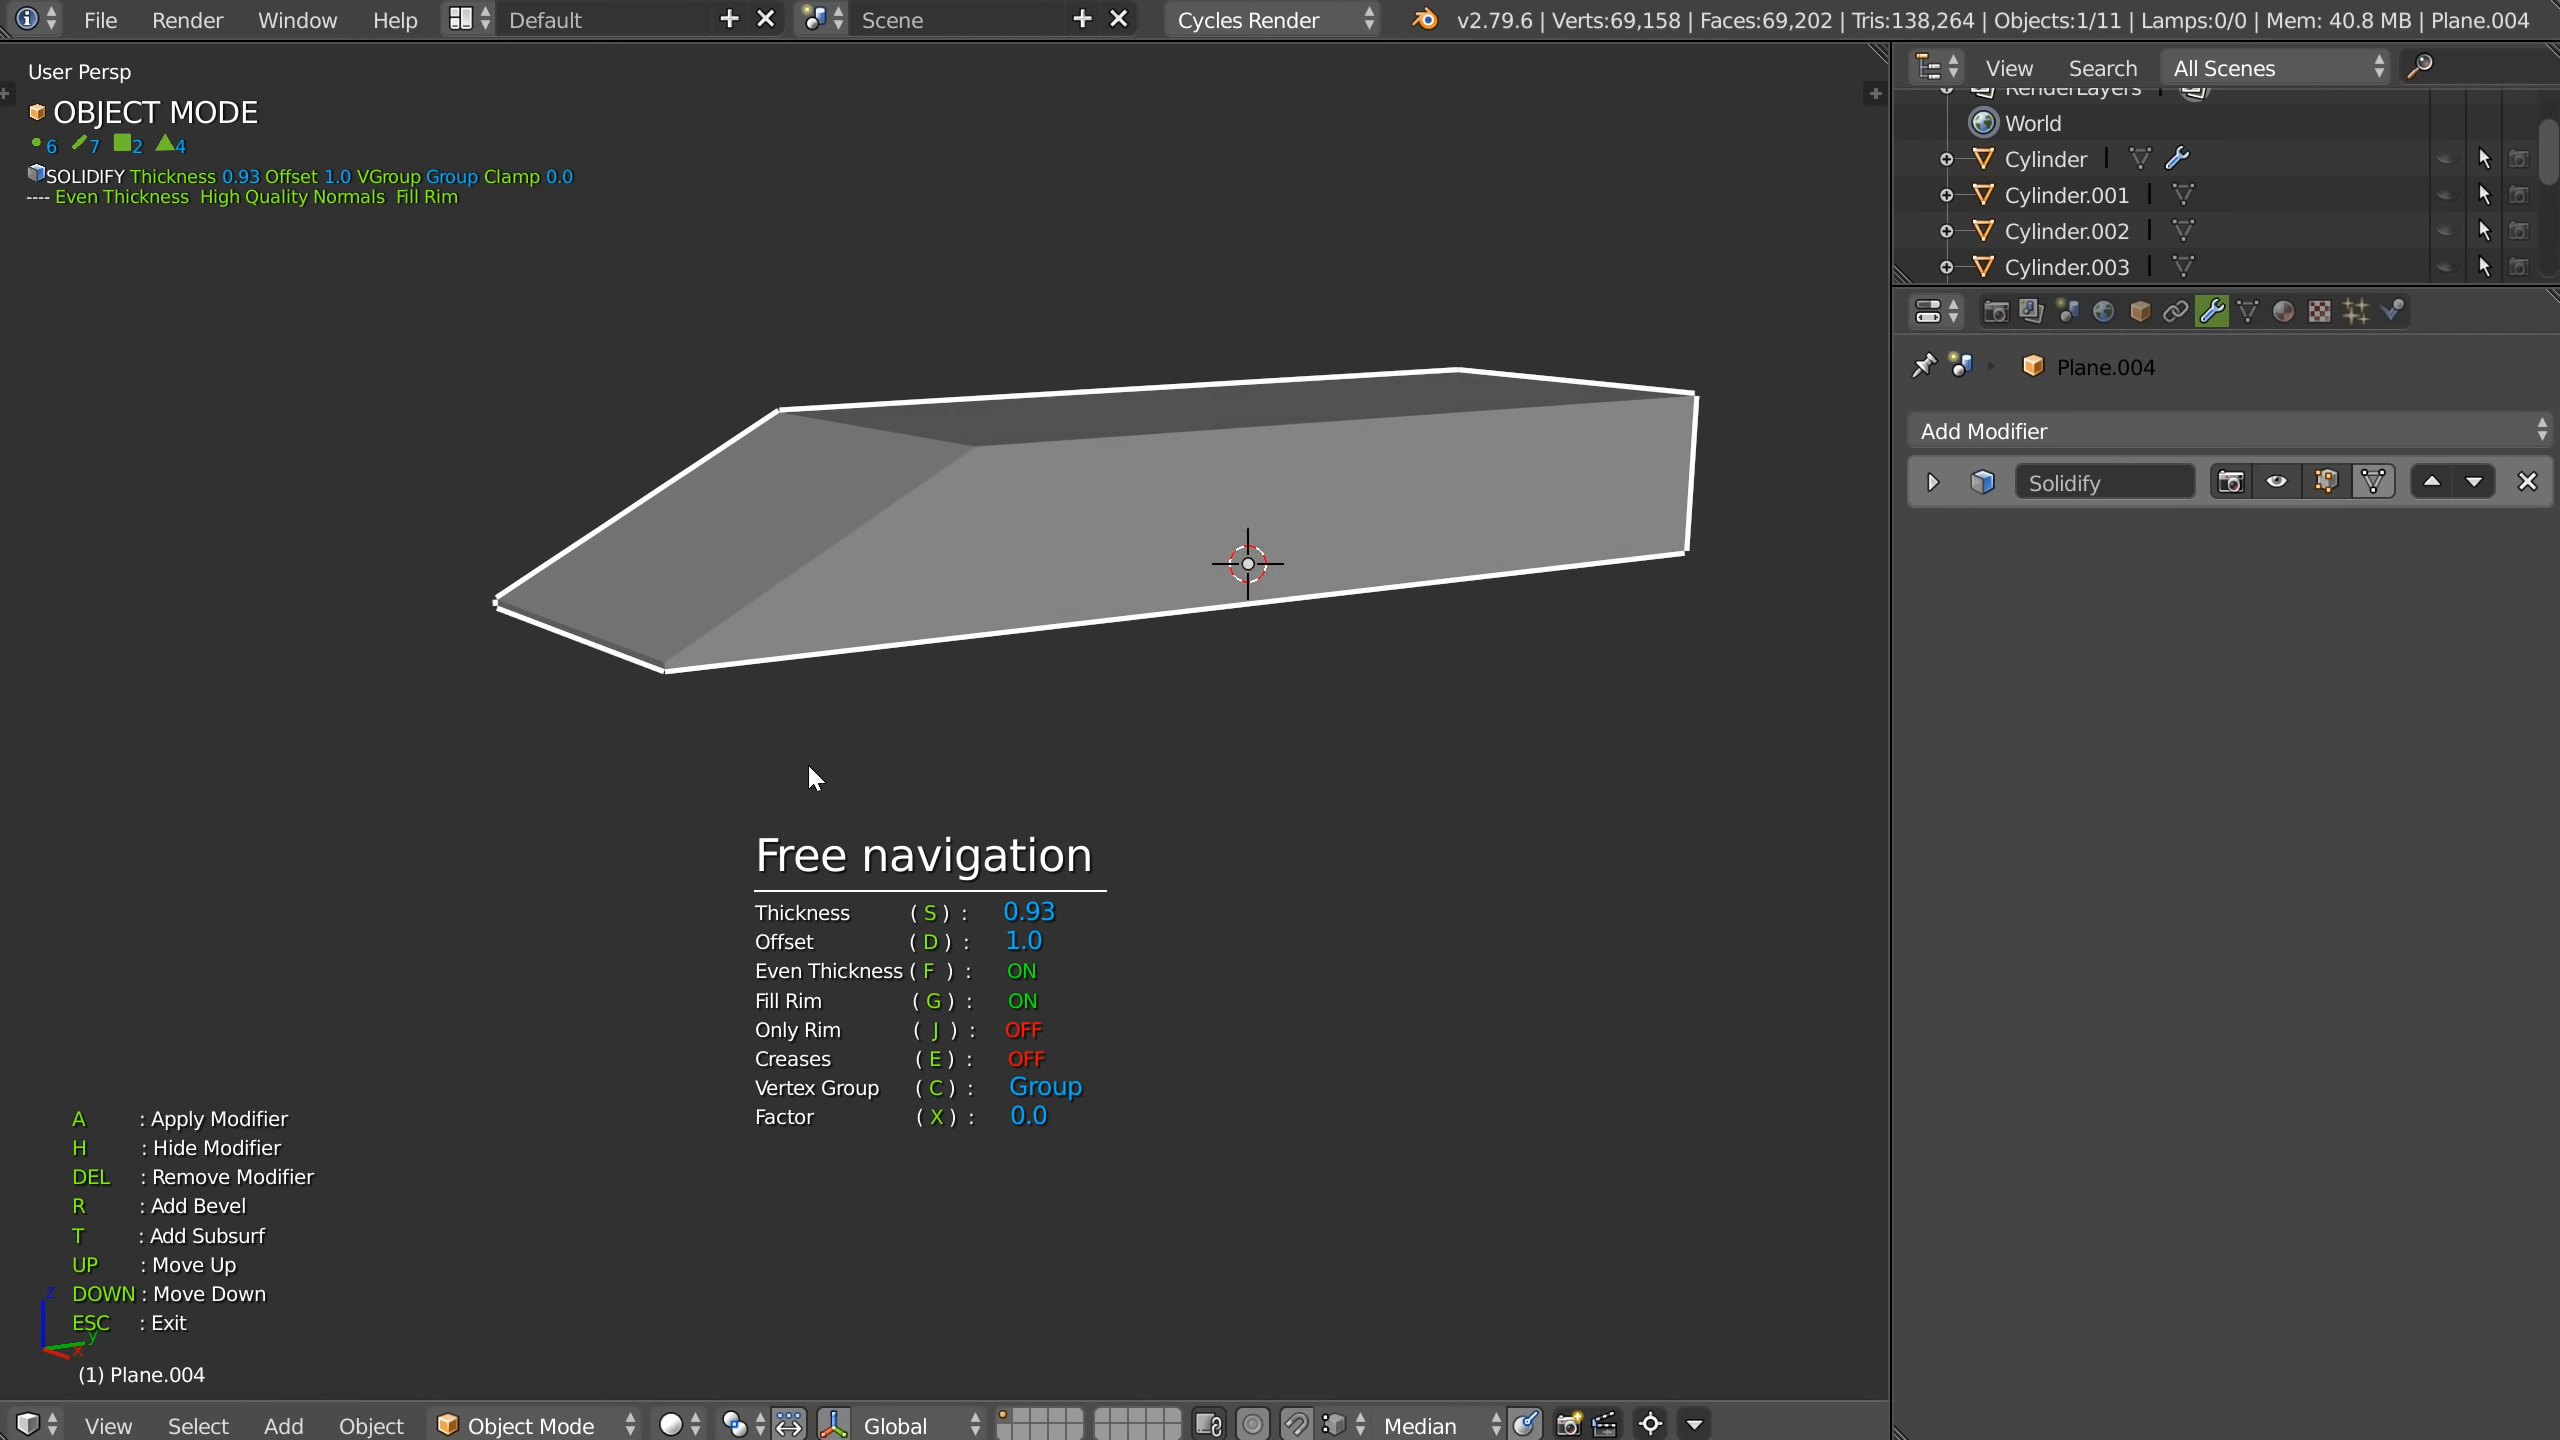 File Render Window Help Default Scene Cycles Render v2.79.6 | Verts:69,158 | Faces:69,202 | Tris:138,264 | Objects:1/11 | Lamps:0/0 | Mem: 40.8 MB | Plane.004
User Persp
OBJECT MODE
6 7 2 4
SOLIDIFY Thickness 0.93 Offset 1.0 VGroup Group Clamp 0.0
---- Even Thickness High Quality Normals Fill Rim
View Search All Scenes
RenderLayers
World
Cylinder
Cylinder.001
Cylinder.002
Cylinder.003
Plane.004
Add Modifier
Solidify
Free navigation
Thickness ( S ) : 0.93
Offset ( D ) : 1.0
Even Thickness ( F ) : ON
Fill Rim ( G ) : ON
Only Rim ( J ) : OFF
Creases ( E ) : OFF
Vertex Group ( C ) : Group
Factor ( X ) : 0.0
A : Apply Modifier
H : Hide Modifier
DEL : Remove Modifier
R : Add Bevel
T : Add Subsurf
UP : Move Up
DOWN : Move Down
ESC : Exit
z
y
x
(1) Plane.004
View Select Add Object Object Mode Global Median